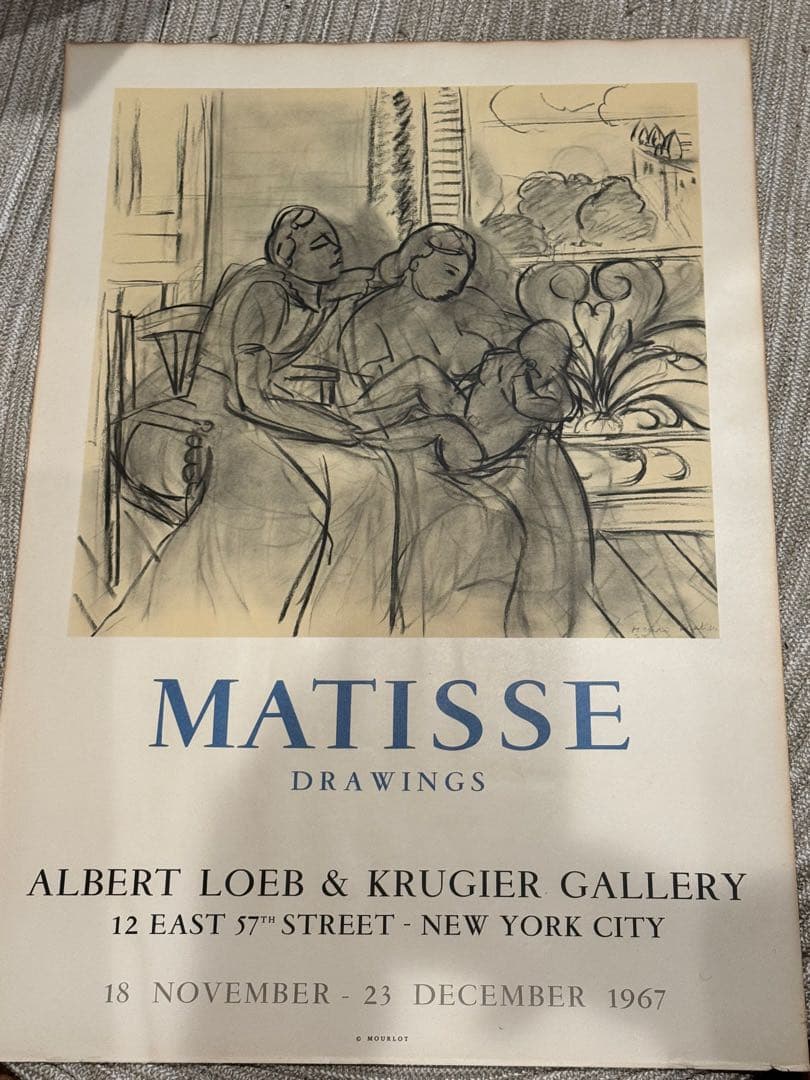 MATISSE
DRAWINGS
ALBERT LOEB & KRUGIER GALLERY
12 EAST 57TH STREET - NEW YORK CITY
18 NOVEMBER - 23 DECEMBER 1967
© MOURLOT